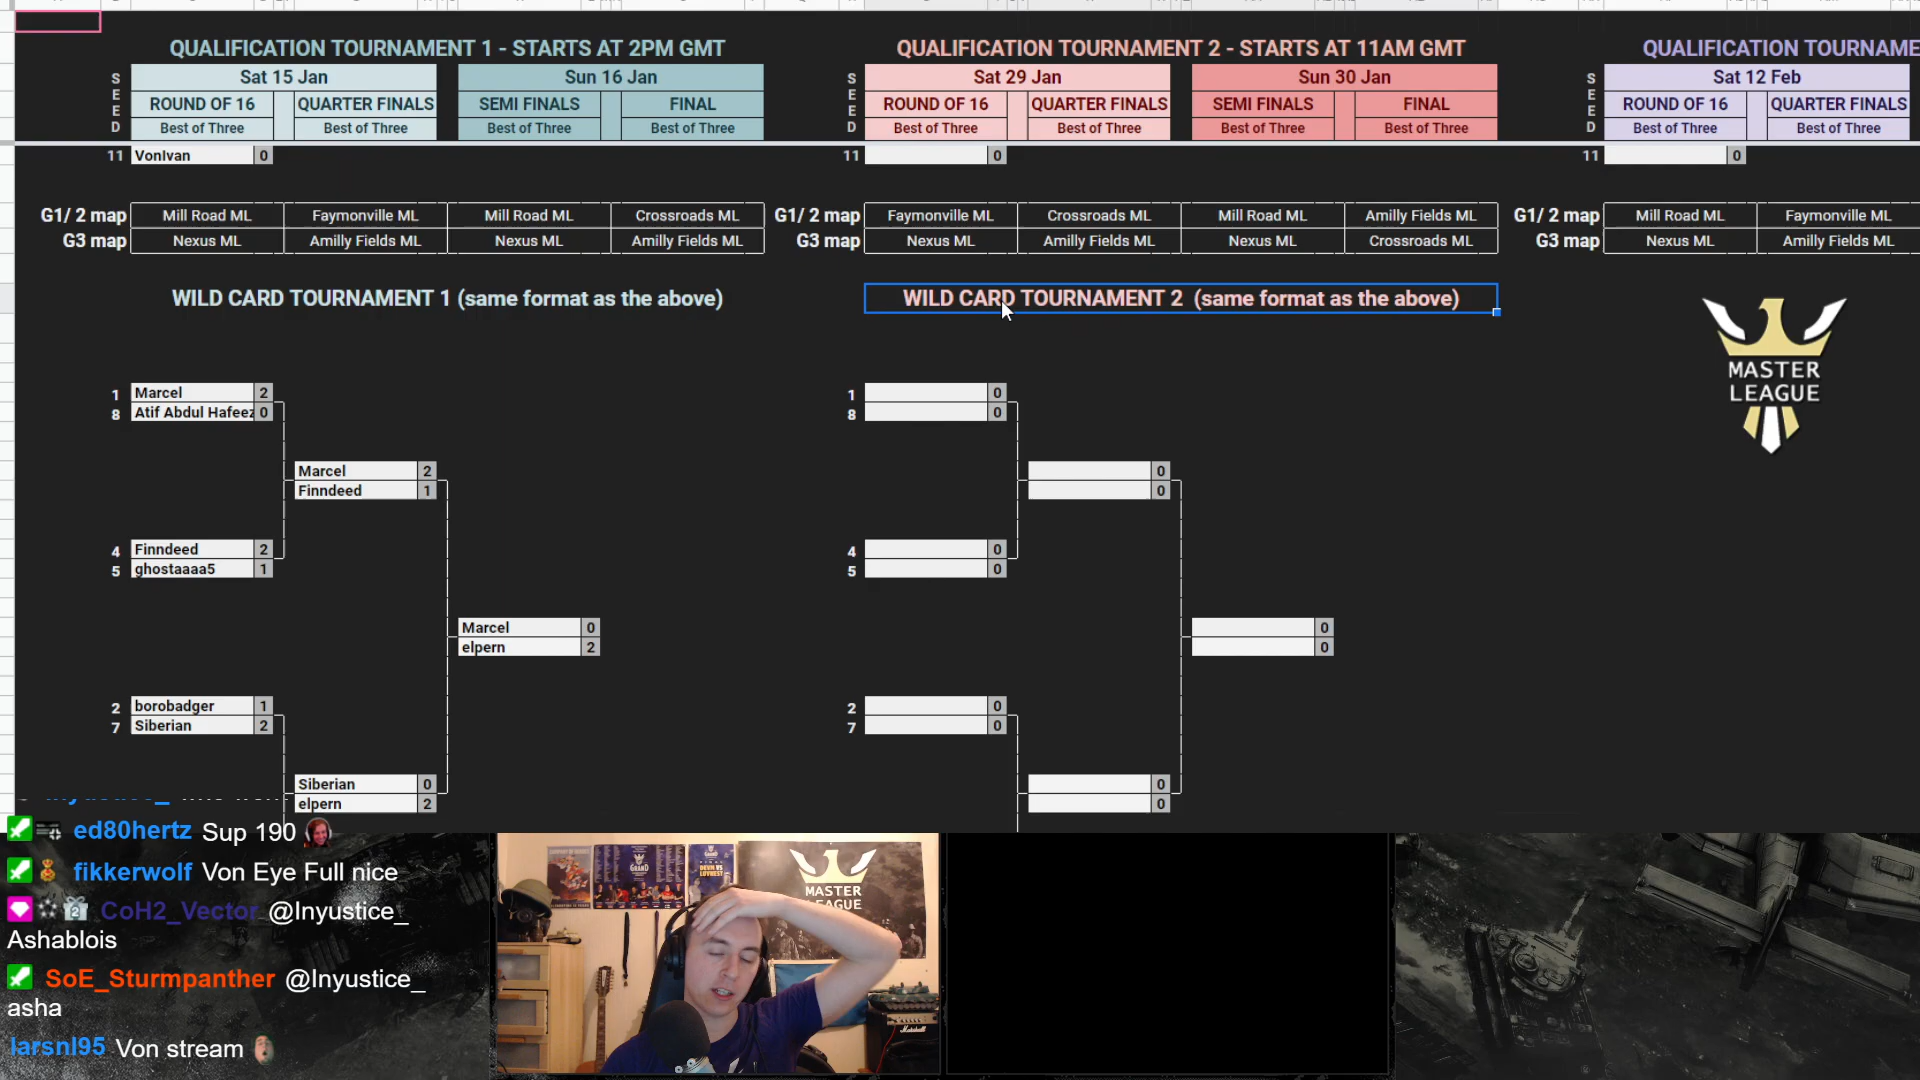 QUALIFICATION TOURNAMENT 1 - STARTS AT 2PM GMT
QUALIFICATION TOURNAMENT 2 - STARTS AT 11AM GMT
QUALIFICATION TOURNAME
SEED
Sat 15 Jan
Sun 16 Jan
SEED
Sat 29 Jan
Sun 30 Jan
SEED
Sat 12 Feb
ROUND OF 16
QUARTER FINALS
SEMI FINALS
FINAL
ROUND OF 16
QUARTER FINALS
SEMI FINALS
FINAL
ROUND OF 16
QUARTER FINALS
Best of Three
Best of Three
Best of Three
Best of Three
Best of Three
Best of Three
Best of Three
Best of Three
Best of Three
Best of Three
11 VonIvan 0
11 0
11 0
G1/ 2 map Mill Road ML Faymonville ML Mill Road ML Crossroads ML
G1/ 2 map Faymonville ML Crossroads ML Mill Road ML Amilly Fields ML
G1/ 2 map Mill Road ML Faymonville ML
G3 map Nexus ML Amilly Fields ML Nexus ML Amilly Fields ML
G3 map Nexus ML Amilly Fields ML Nexus ML Crossroads ML
G3 map Nexus ML Amilly Fields ML
WILD CARD TOURNAMENT 1 (same format as the above)
WILD CARD TOURNAMENT 2 (same format as the above)
MASTER
LEAGUE
1 Marcel 2
8 Atif Abdul Hafeez 0
Marcel 2
Finndeed 1
4 Finndeed 2
5 ghostaaaa5 1
Marcel 0
elpern 2
2 borobadger 1
7 Siberian 2
Siberian 0
elpern 2
1 0
8 0
0
0
4 0
5 0
0
0
2 0
7 0
0
0
ed80hertz Sup 190
fikkerwolf Von Eye Full nice
2 CoH2_Vector @Inyustice_
Ashablois
SoE_Sturmpanther @Inyustice_
asha
larsnl95 Von stream
GRAND
MASTER
LEAGUE
Marshall